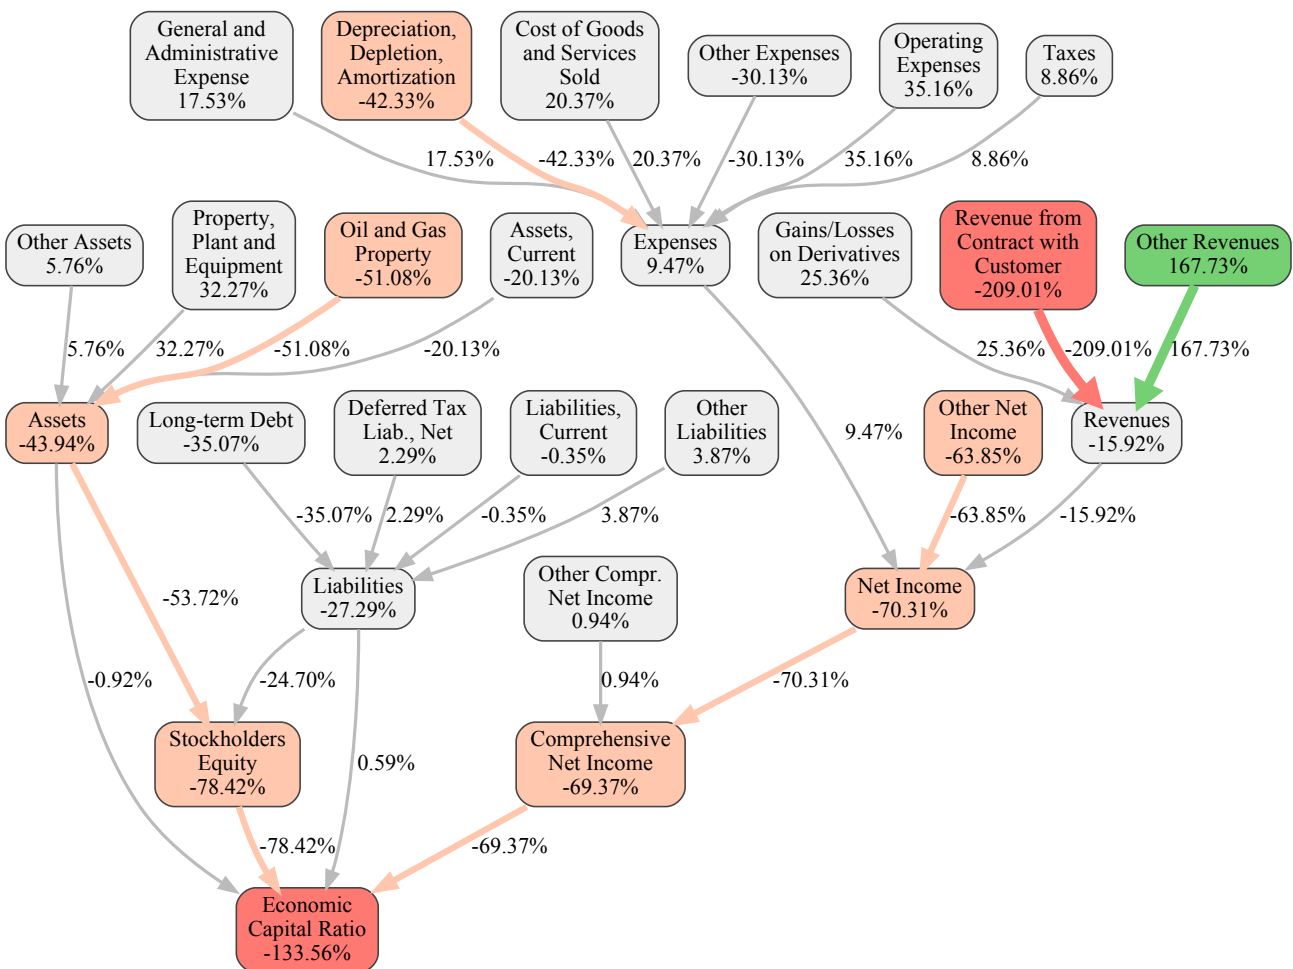 General and
Administrative
Expense
17.53%
Depreciation,
Depletion,
Amortization
-42.33%
Cost of Goods
and Services
Sold
20.37%
Other Expenses
-30.13%
Operating
Expenses
35.16%
Taxes
8.86%
17.53%
-42.33%
20.37%
-30.13%
35.16%
8.86%
Other Assets
5.76%
Property,
Plant and
Equipment
32.27%
Oil and Gas
Property
-51.08%
Assets,
Current
-20.13%
Expenses
9.47%
Gains/Losses
on Derivatives
25.36%
Revenue from
Contract with
Customer
-209.01%
Other Revenues
167.73%
5.76%
32.27%
-51.08%
-20.13%
25.36%
-209.01%
167.73%
Assets
-43.94%
Long-term Debt
-35.07%
Deferred Tax
Liab., Net
2.29%
Liabilities,
Current
-0.35%
Other
Liabilities
3.87%
9.47%
Other Net
Income
-63.85%
Revenues
-15.92%
-35.07%
2.29%
-0.35%
3.87%
-63.85%
-15.92%
-53.72%
Liabilities
-27.29%
Other Compr.
Net Income
0.94%
Net Income
-70.31%
-0.92%
-24.70%
0.94%
-70.31%
Stockholders
Equity
-78.42%
0.59%
Comprehensive
Net Income
-69.37%
-78.42%
-69.37%
Economic
Capital Ratio
-133.56%